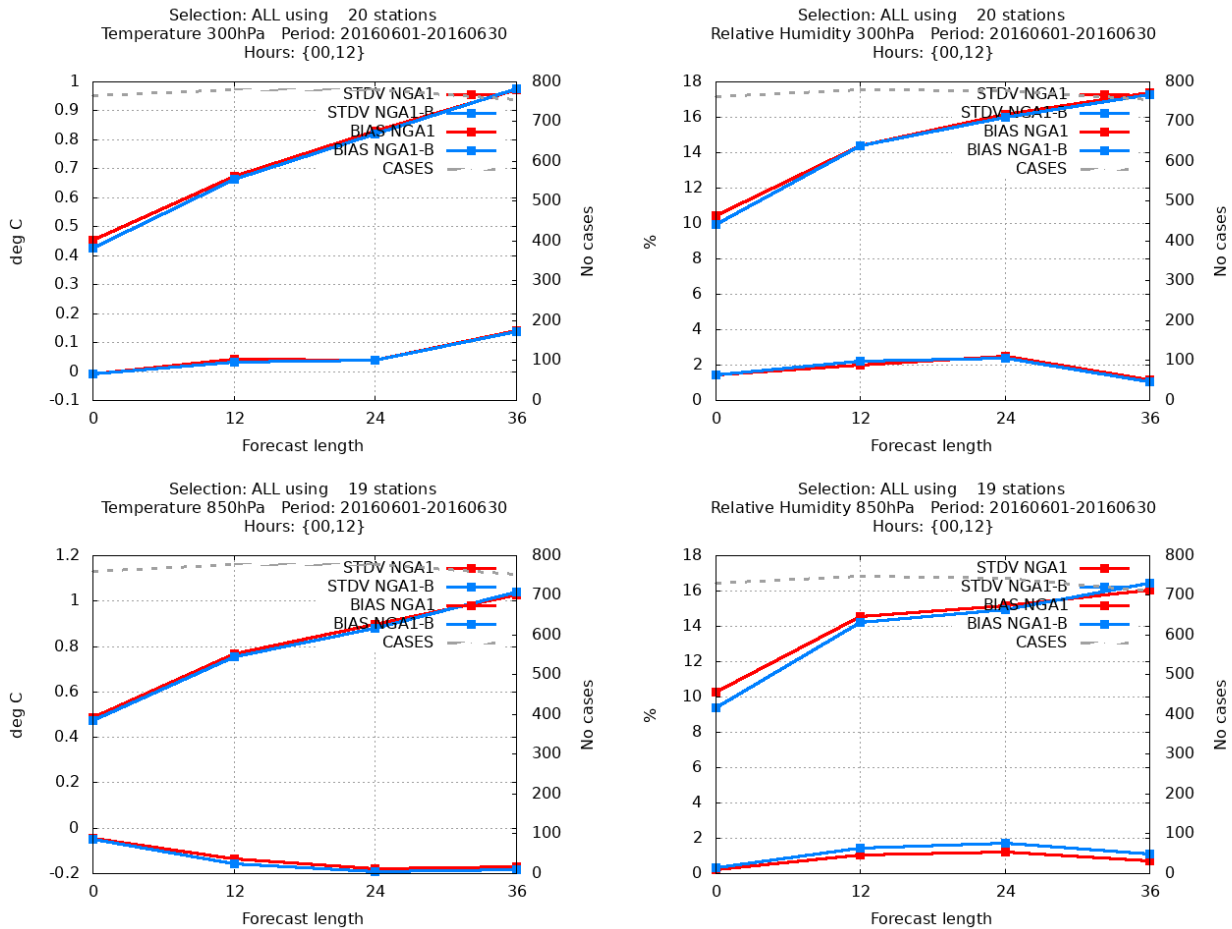 Selection: ALL using 20 stations
Temperature 300hPa Period: 20160601-20160630
Hours: {00,12}
1
0.9
0.8
0.7
0.6
0.5
0.4
0.3
0.2
0.1
0
-0.1
deg C
800
700
600
500
400
300
200
100
0
No cases
STDV NGA1
STDV NGA1-B
BIAS NGA1
BIAS NGA1-B
CASES
0 12 24 36
Forecast length
Selection: ALL using 20 stations
Relative Humidity 300hPa Period: 20160601-20160630
Hours: {00,12}
18
16
14
12
10
8
6
4
2
0
%
800
700
600
500
400
300
200
100
0
No cases
STDV NGA1
STDV NGA1-B
BIAS NGA1
BIAS NGA1-B
CASES
0 12 24 36
Forecast length
Selection: ALL using 19 stations
Temperature 850hPa Period: 20160601-20160630
Hours: {00,12}
1.2
1
0.8
0.6
0.4
0.2
0
-0.2
deg C
800
700
600
500
400
300
200
100
0
No cases
STDV NGA1
STDV NGA1-B
BIAS NGA1
BIAS NGA1-B
CASES
0 12 24 36
Forecast length
Selection: ALL using 19 stations
Relative Humidity 850hPa Period: 20160601-20160630
Hours: {00,12}
18
16
14
12
10
8
6
4
2
0
%
800
700
600
500
400
300
200
100
0
No cases
STDV NGA1
STDV NGA1-B
BIAS NGA1
BIAS NGA1-B
CASES
0 12 24 36
Forecast length